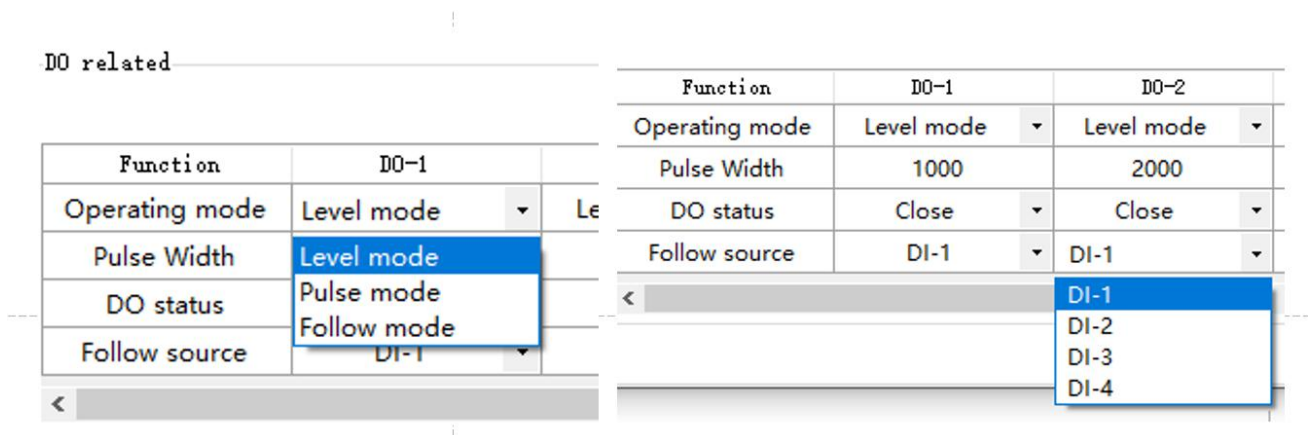 DO related
Function DO-1
Operating mode Level mode Le
Pulse Width Level mode
DO status Pulse mode
Follow mode
Follow source DI-1
Function DO-1 DO-2
Operating mode Level mode Level mode
Pulse Width 1000 2000
DO status Close Close
Follow source DI-1 DI-1
DI-1
DI-2
DI-3
DI-4